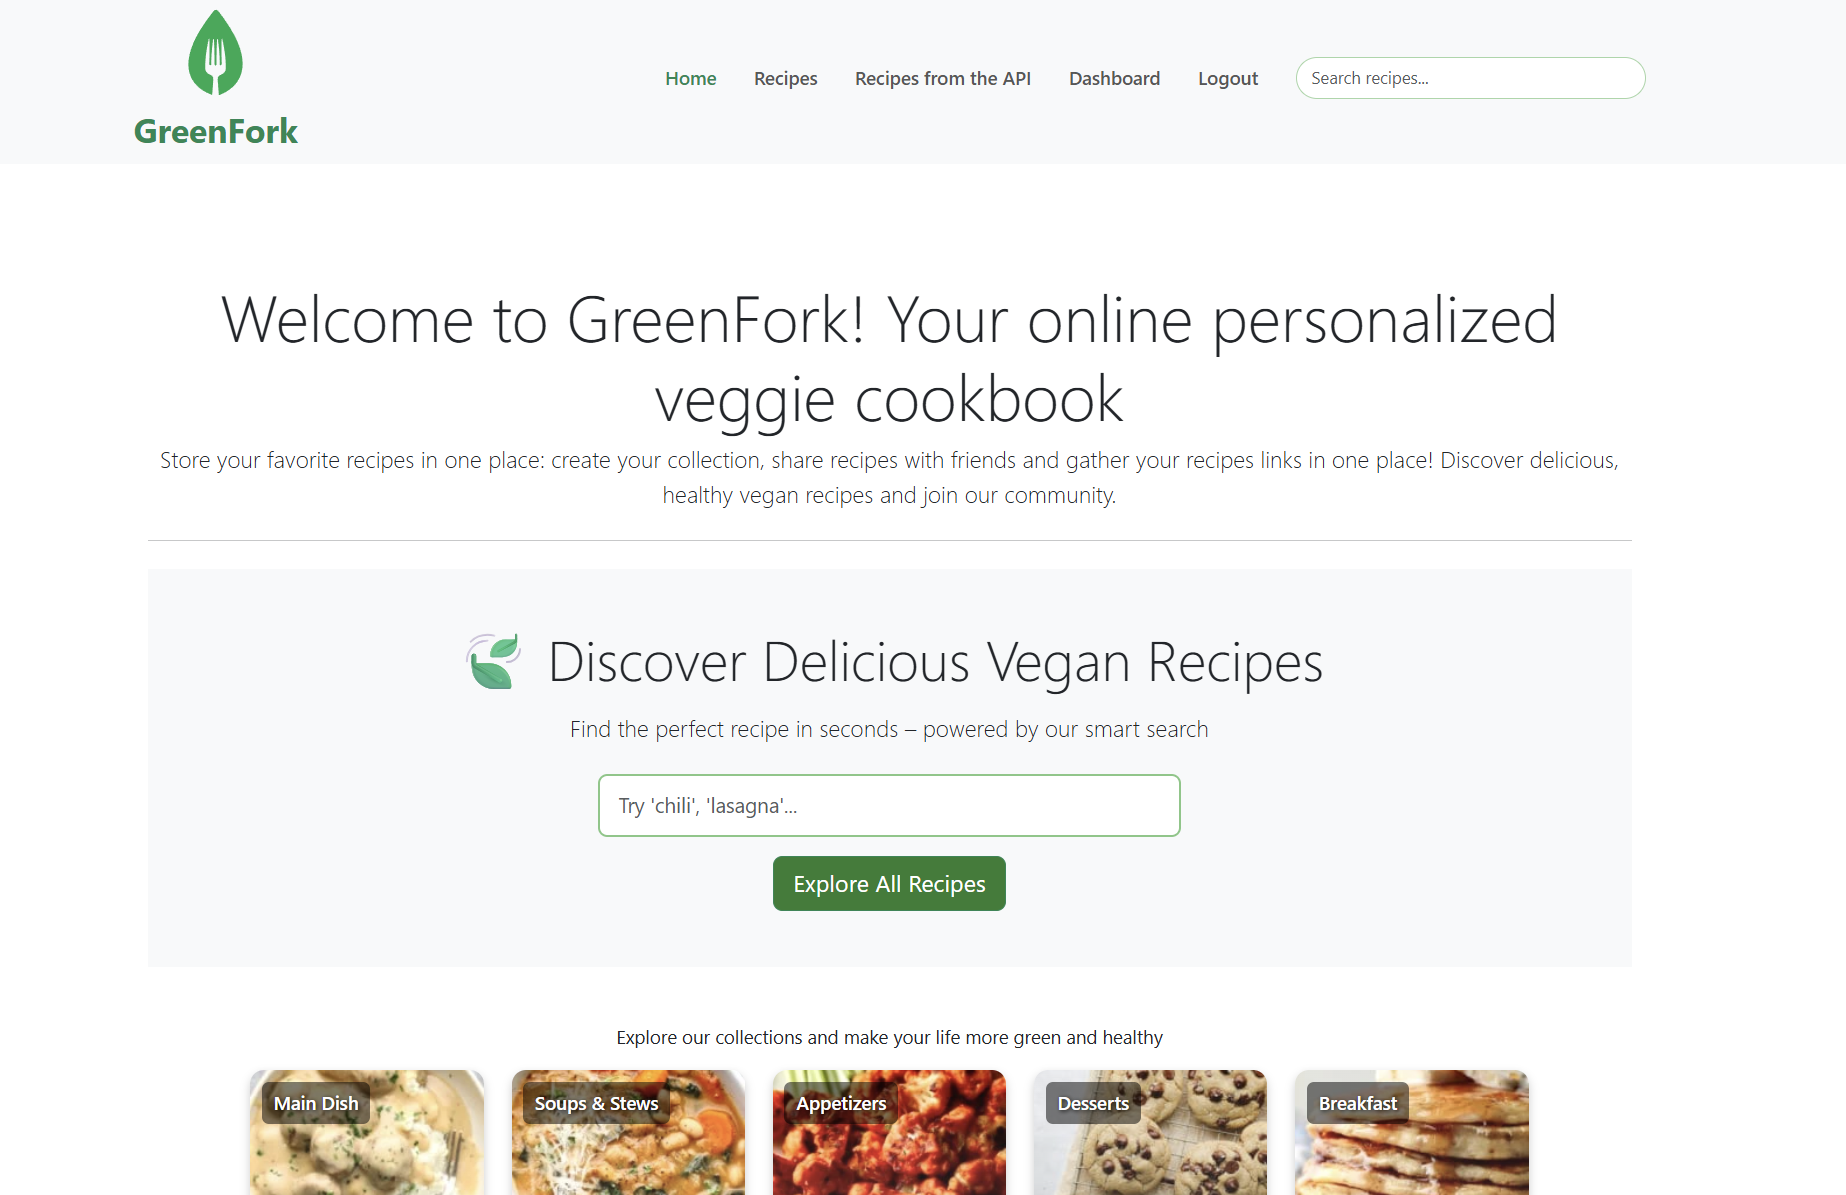 GreenFork
Home
Recipes
Recipes from the API
Dashboard
Logout
Search recipes...
Welcome to GreenFork! Your online personalized
veggie cookbook
Store your favorite recipes in one place: create your collection, share recipes with friends and gather your recipes links in one place! Discover delicious,
healthy vegan recipes and join our community.
Discover Delicious Vegan Recipes
Find the perfect recipe in seconds – powered by our smart search
Try 'chili', 'lasagna'...
Explore All Recipes
Explore our collections and make your life more green and healthy
Main Dish
Soups & Stews
Appetizers
Desserts
Breakfast